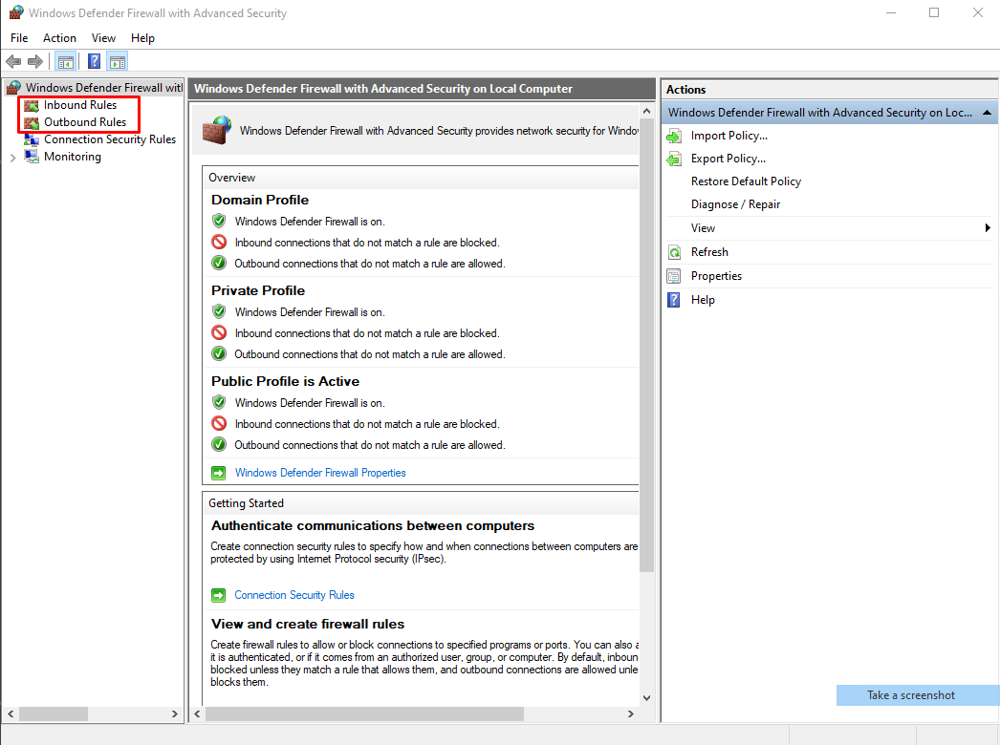 Windows Defender Firewall with Advanced Security
File Action View Help
Windows Defender Firewall with
Inbound Rules
Outbound Rules
Connection Security Rules
Monitoring
Windows Defender Firewall with Advanced Security on Local Computer
Windows Defender Firewall with Advanced Security provides network security for Window
Overview
Domain Profile
Windows Defender Firewall is on.
Inbound connections that do not match a rule are blocked.
Outbound connections that do not match a rule are allowed.
Private Profile
Windows Defender Firewall is on.
Inbound connections that do not match a rule are blocked.
Outbound connections that do not match a rule are allowed.
Public Profile is Active
Windows Defender Firewall is on.
Inbound connections that do not match a rule are blocked.
Outbound connections that do not match a rule are allowed.
Windows Defender Firewall Properties
Getting Started
Authenticate communications between computers
Create connection security rules to specify how and when connections between computers are
protected by using Internet Protocol security (IPsec).
Connection Security Rules
View and create firewall rules
Create firewall rules to allow or block connections to specified programs or ports. You can also a
it is authenticated, or if it comes from an authorized user, group, or computer. By default, inboun
blocked unless they match a rule that allows them, and outbound connections are allowed unle
blocks them.
Actions
Windows Defender Firewall with Advanced Security on Loc...
Import Policy...
Export Policy...
Restore Default Policy
Diagnose / Repair
View
Refresh
Properties
Help
Take a screenshot